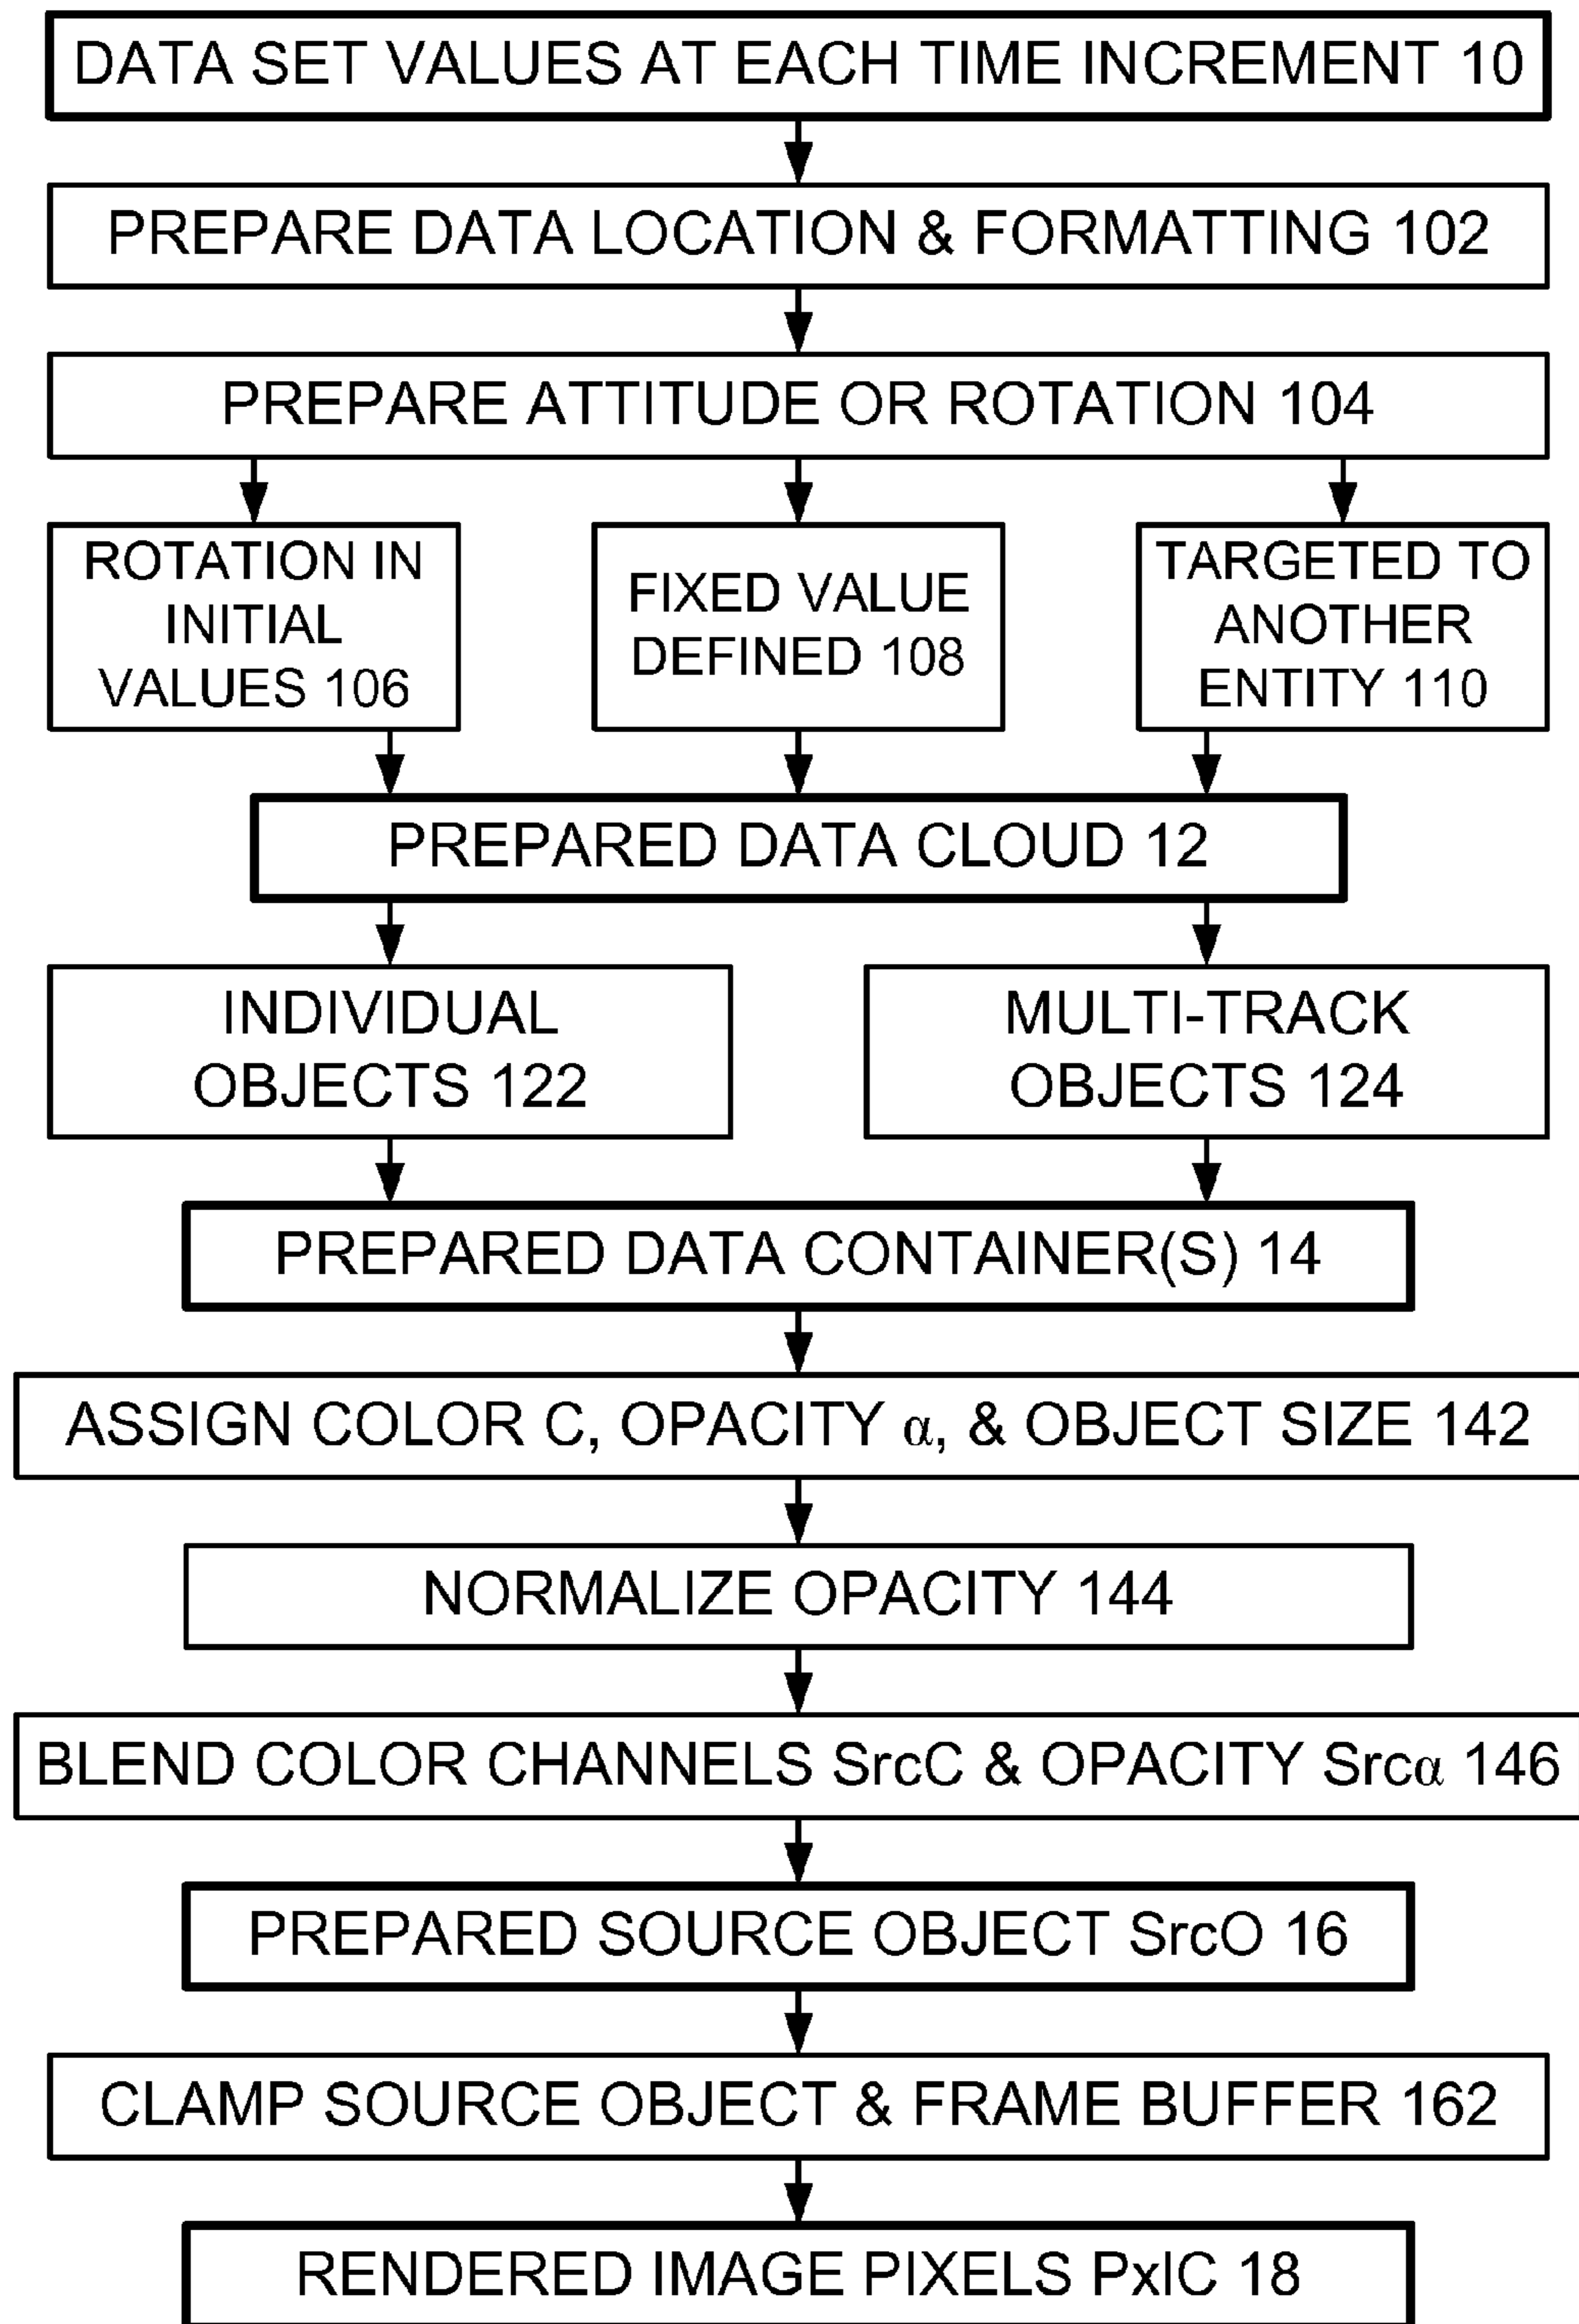 DATA SET VALUES AT EACH TIME INCREMENT 10
PREPARE DATA LOCATION & FORMATTING 102
PREPARE ATTITUDE OR ROTATION 104
ROTATION IN
INITIAL
VALUES 106
FIXED VALUE
DEFINED 108
TARGETED TO
ANOTHER
ENTITY 110
PREPARED DATA CLOUD 12
INDIVIDUAL
OBJECTS 122
MULTI-TRACK
OBJECTS 124
PREPARED DATA CONTAINER(S) 14
ASSIGN COLOR C, OPACITY α, & OBJECT SIZE 142
NORMALIZE OPACITY 144
BLEND COLOR CHANNELS SrcC & OPACITY Srcα 146
PREPARED SOURCE OBJECT SrcO 16
CLAMP SOURCE OBJECT & FRAME BUFFER 162
RENDERED IMAGE PIXELS PxlC 18